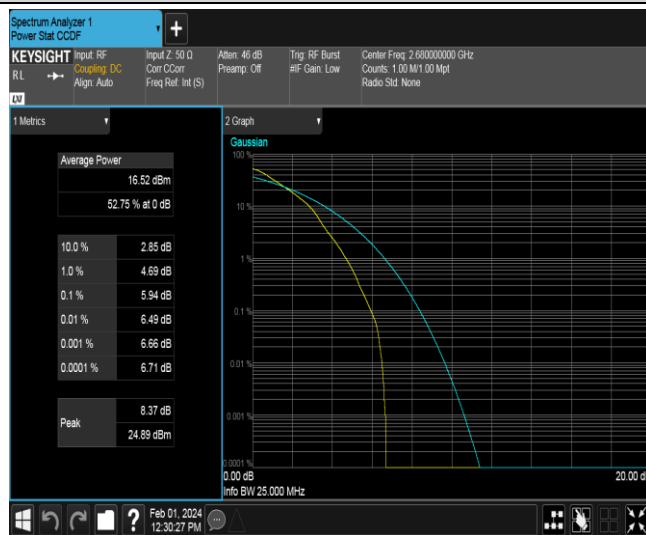 Spectrum Analyzer 1
Power Stat CCDF
KEYSIGHT
RL
LXI
Input: RF
Coupling: DC
Align: Auto
Input Z: 50 Ω
Corr CCorr
Freq Ref: Int (S)
Atten: 46 dB
Preamp: Off
Trig: RF Burst
#IF Gain: Low
Center Freq: 2.680000000 GHz
Counts: 1.00 M/1.00 Mpt
Radio Std: None
1 Metrics
Average Power
16.52 dBm
52.75 % at 0 dB
10.0 % 2.85 dB
1.0 % 4.69 dB
0.1 % 5.94 dB
0.01 % 6.49 dB
0.001 % 6.66 dB
0.0001 % 6.71 dB
Peak
8.37 dB
24.89 dBm
2 Graph
Gaussian
100 %
10 %
1 %
0.1 %
0.01 %
0.001 %
0.0001 %
0.00 dB
20.00 d
Info BW 25.000 MHz
?
Feb 01, 2024
12:30:27 PM